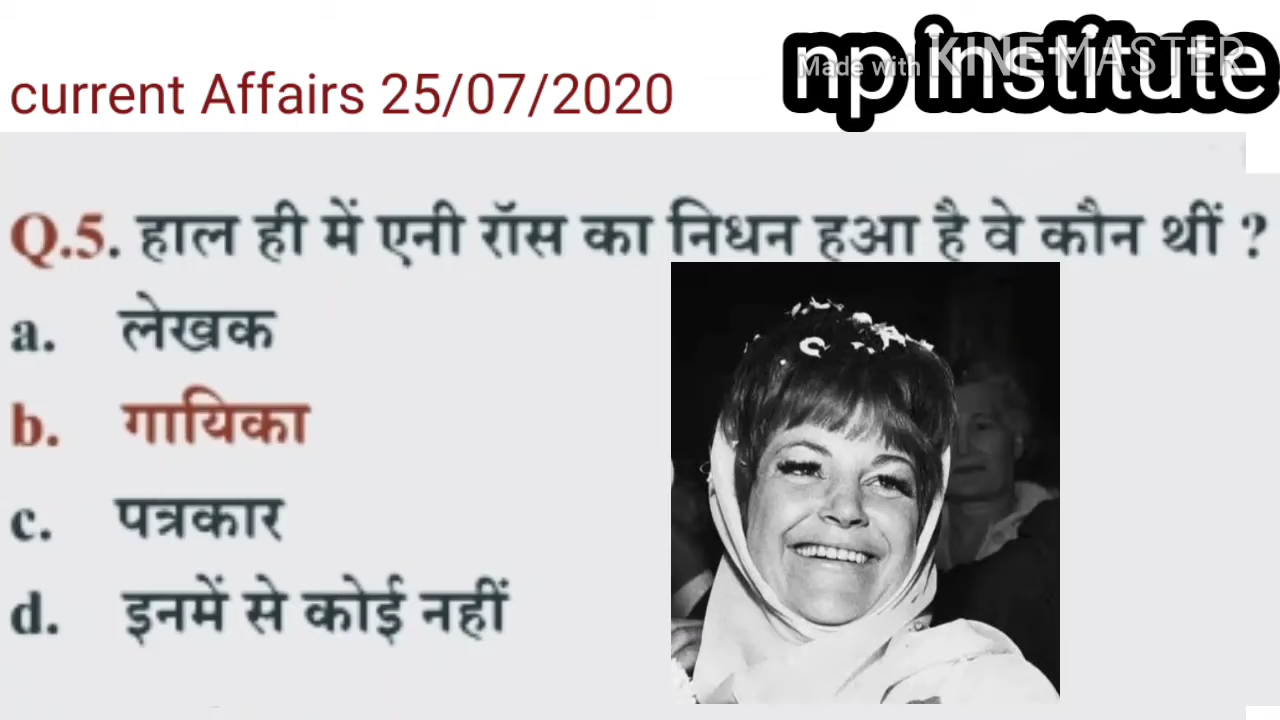 np institute
Made with KINEMASTER
current Affairs 25/07/2020
Q.5. हाल ही में एनी रॉस का निधन हआ है वे कौन थीं ?
a. लेखक
b. गायिका
c. पत्रकार
d. इनमें से कोई नहीं